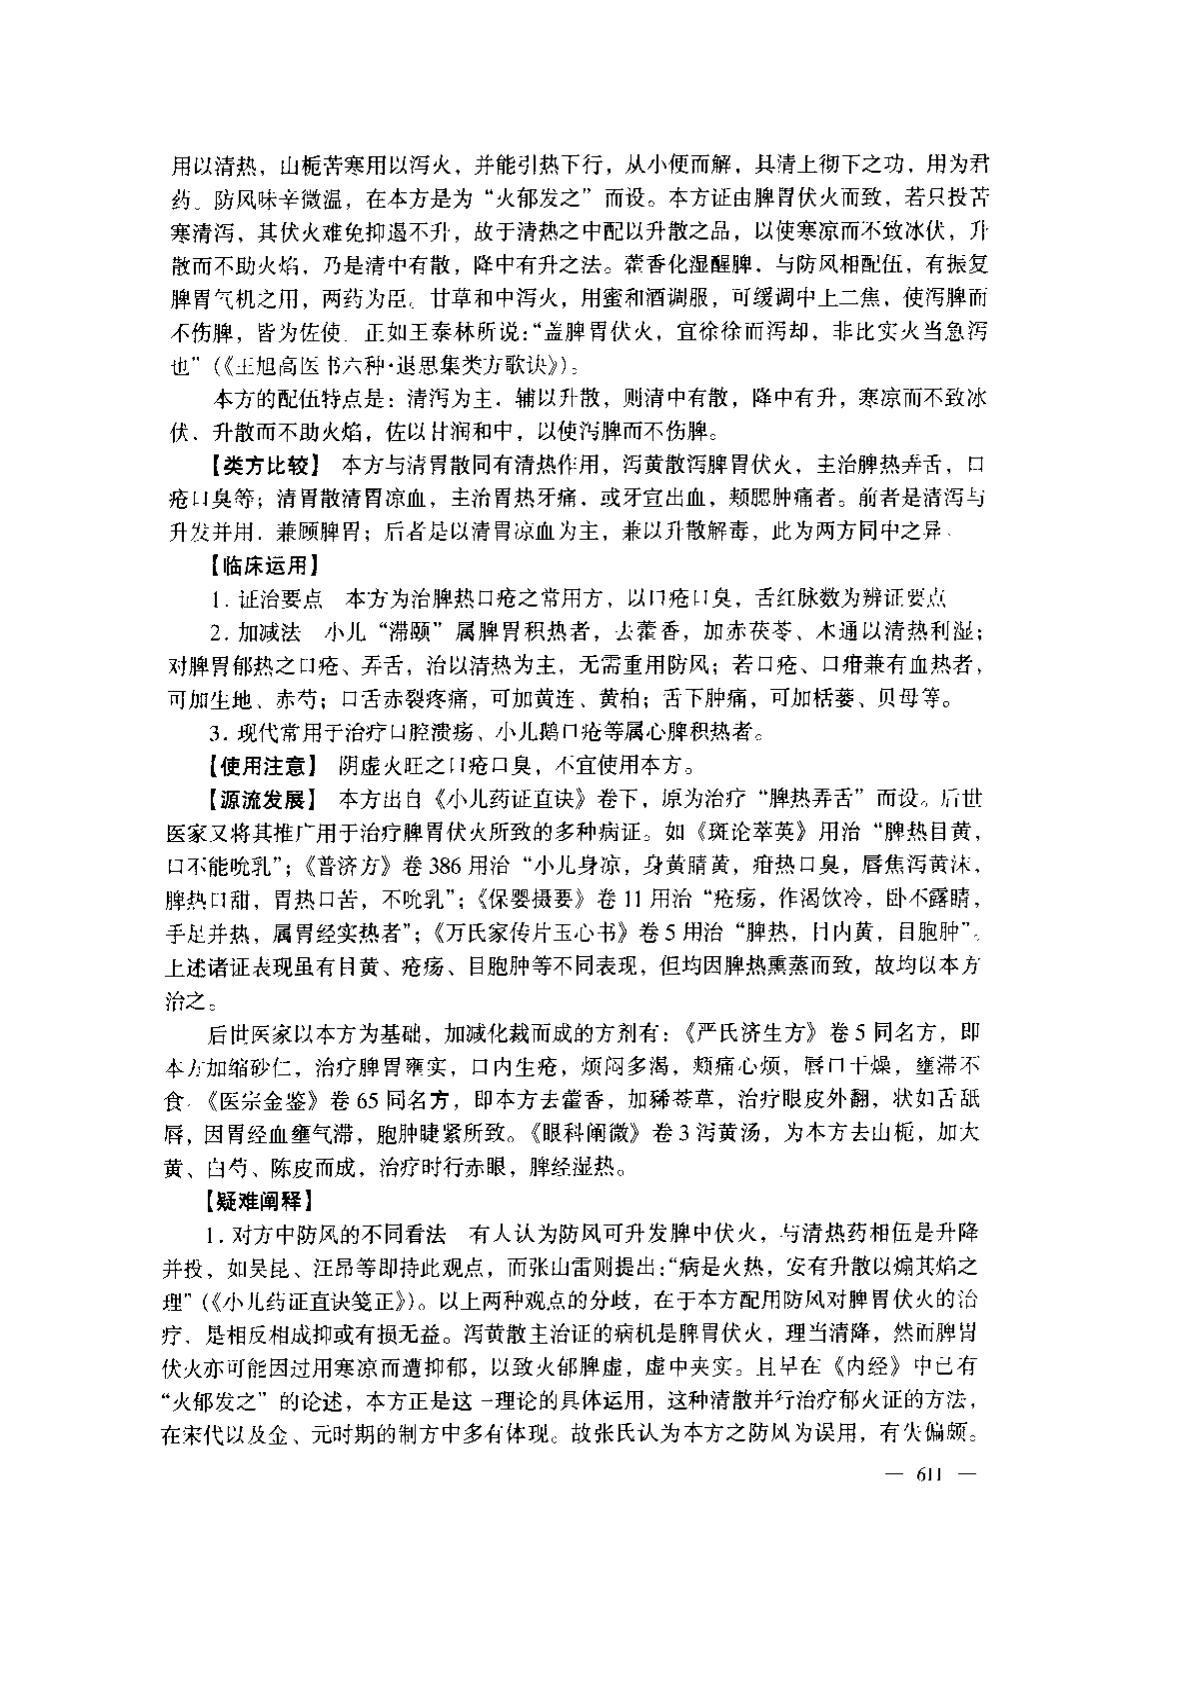 用以清热，山栀苦寒用以泻火，并能引热下行，从小便而解，具清上彻下之功，用为君
药。防风味辛微温，在本方是为“火郁发之”而设。本方证由脾胃伏火而致，若只投苦
寒清泻，其伏火难免抑遏不升，故于清热之中配以升散之品，以使寒凉而不致冰伏，升
散而不助火焰，乃是清中有散，降中有升之法。藿香化湿醒脾，与防风相配伍，有振复
脾胃气机之用，两药为臣。甘草和中泻火，用蜜和酒调服，可缓调中上二焦，使泻脾而
不伤脾，皆为佐使。正如王泰林所说：“盖脾胃伏火，宜徐徐而泻却，非比实火当急泻
也”（《王旭高医书六种·退思集类方歌诀》）。
本方的配伍特点是：清泻为主，辅以升散，则清中有散，降中有升，寒凉而不致冰
伏，升散而不助火焰，佐以甘润和中，以使泻脾而不伤脾。
【类方比较】 本方与清胃散同有清热作用，泻黄散泻脾胃伏火，主治脾热弄舌，口
疮口臭等；清胃散清胃凉血，主治胃热牙痛，或牙宣出血，颊腮肿痛者。前者是清泻与
升发并用，兼顾脾胃；后者是以清胃凉血为主，兼以升散解毒，此为两方同中之异。
【临床运用】
1. 证治要点 本方为治脾热口疮之常用方，以口疮口臭，舌红脉数为辨证要点
2. 加减法 小儿“滞颐”属脾胃积热者，去藿香，加赤茯苓、木通以清热利湿；
对脾胃郁热之口疮、弄舌，治以清热为主，无需重用防风；若口疮、口疳兼有血热者，
可加生地、赤芍；口舌赤裂疼痛，可加黄连、黄柏；舌下肿痛，可加栝蒌、贝母等。
3. 现代常用于治疗口腔溃疡、小儿鹅口疮等属心脾积热者。
【使用注意】 阴虚火旺之口疮口臭，不宜使用本方。
【源流发展】 本方出自《小儿药证直诀》卷下，原为治疗“脾热弄舌”而设。后世
医家又将其推广用于治疗脾胃伏火所致的多种病证。如《斑论萃英》用治“脾热目黄，
口不能吮乳”；《普济方》卷 386 用治“小儿身凉，身黄睛黄，疳热口臭，唇焦泻黄沫，
脾热口甜，胃热口苦，不吮乳”；《保婴撮要》卷 11 用治“疮疡，作渴饮冷，卧不露睛，
手足并热，属胃经实热者”；《万氏家传片玉心书》卷 5 用治“脾热，目内黄，目胞肿”。
上述诸证表现虽有目黄、疮疡、目胞肿等不同表现，但均因脾热熏蒸而致，故均以本方
治之。
后世医家以本方为基础，加减化裁而成的方剂有：《严氏济生方》卷 5 同名方，即
本方加缩砂仁，治疗脾胃壅实，口内生疮，烦闷多渴，颊痛心烦，唇口干燥，壅滞不
食。《医宗金鉴》卷 65 同名方，即本方去藿香，加豨莶草，治疗眼皮外翻，状如舌舐
唇，因胃经血壅气滞，胞肿睫紧所致。《眼科阐微》卷 3 泻黄汤，为本方去山栀，加大
黄、白芍、陈皮而成，治疗时行赤眼，脾经湿热。
【疑难阐释】
1. 对方中防风的不同看法 有人认为防风可升发脾中伏火，与清热药相伍是升降
并投，如吴昆、汪昂等即持此观点，而张山雷则提出：“病是火热，安有升散以煽其焰之
理”（《小儿药证直诀笺正》）。以上两种观点的分歧，在于本方配用防风对脾胃伏火的治
疗，是相反相成抑或有损无益。泻黄散主治证的病机是脾胃伏火，理当清降，然而脾胃
伏火亦可能因过用寒凉而遭抑郁，以致火郁脾虚，虚中夹实。且早在《内经》中已有
“火郁发之”的论述，本方正是这一理论的具体运用，这种清散并行治疗郁火证的方法，
在宋代以及金、元时期的制方中多有体现。故张氏认为本方之防风为误用，有失偏颇。
— 611 —